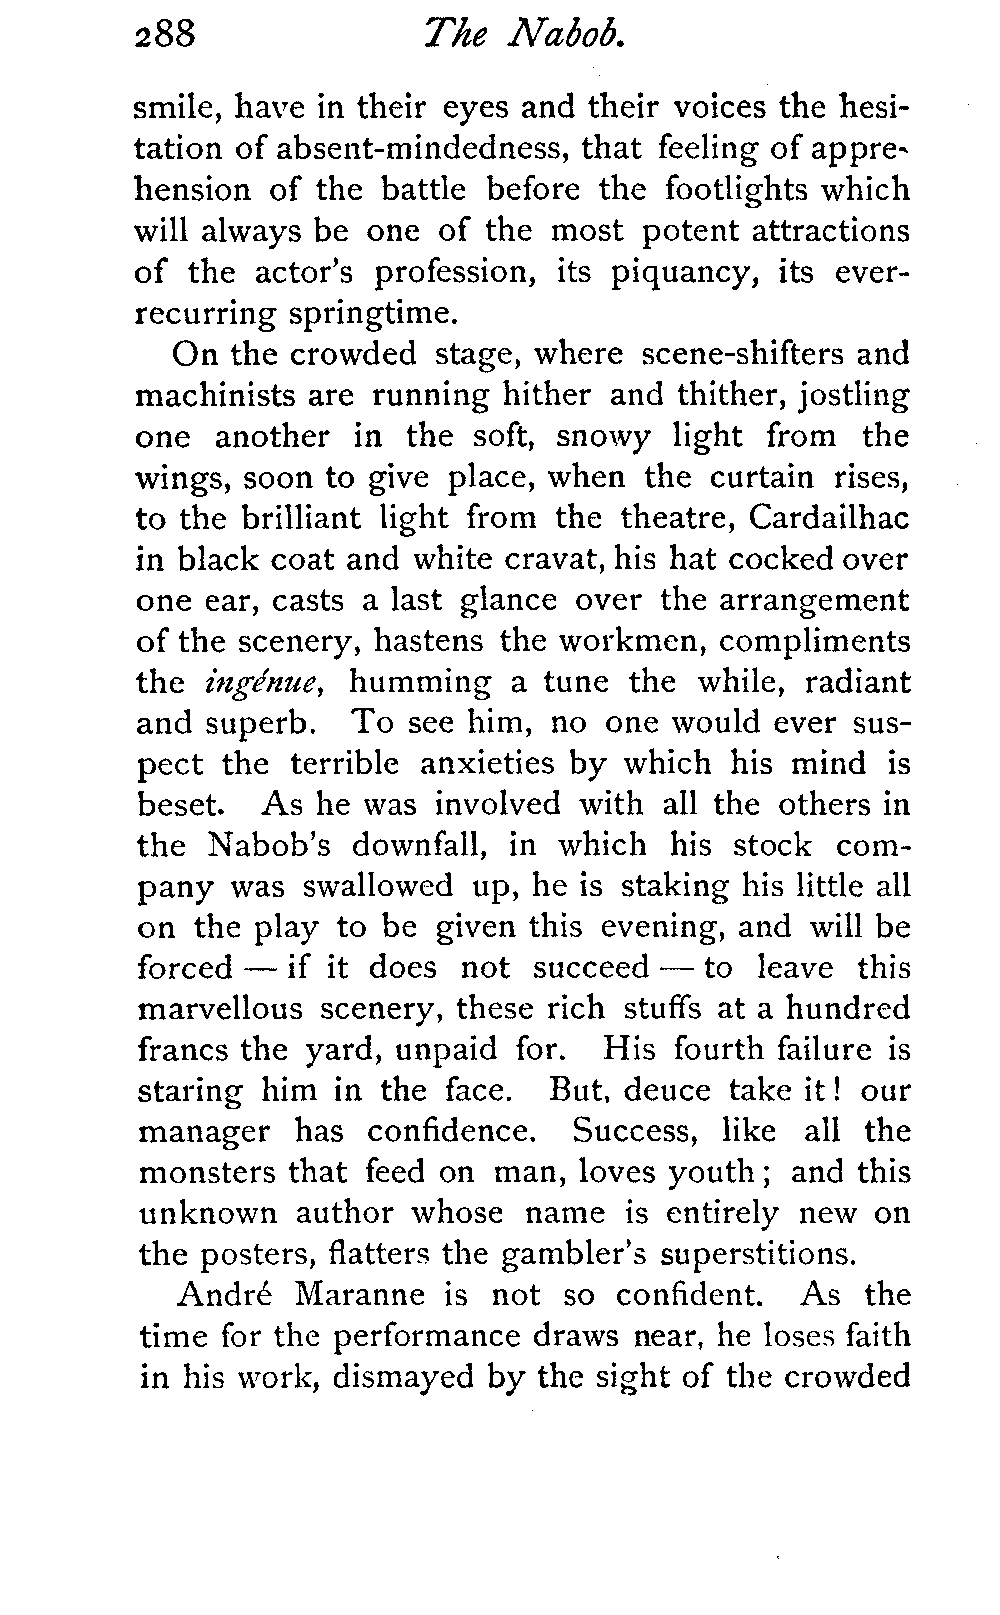 288 The Nabob.
smile, have in their eyes and their voices the hesi-
tation of absent-mindedness, that feeling of appre-
hension of the battle before the footlights which
will always be one of the most potent attractions
of the actor's profession, its piquancy, its ever-
recurring springtime.
On the crowded stage, where scene-shifters and
machinists are running hither and thither, jostling
one another in the soft, snowy light from the
wings, soon to give place, when the curtain rises,
to the brilliant light from the theatre, Cardailhac
in black coat and white cravat, his hat cocked over
one ear, casts a last glance over the arrangement
of the scenery, hastens the workmen, compliments
the ingénue, humming a tune the while, radiant
and superb. To see him, no one would ever sus-
pect the terrible anxieties by which his mind is
beset. As he was involved with all the others in
the Nabob's downfall, in which his stock com-
pany was swallowed up, he is staking his little all
on the play to be given this evening, and will be
forced — if it does not succeed — to leave this
marvellous scenery, these rich stuffs at a hundred
francs the yard, unpaid for. His fourth failure is
staring him in the face. But, deuce take it! our
manager has confidence. Success, like all the
monsters that feed on man, loves youth; and this
unknown author whose name is entirely new on
the posters, flatters the gambler's superstitions.
André Maranne is not so confident. As the
time for the performance draws near, he loses faith
in his work, dismayed by the sight of the crowded